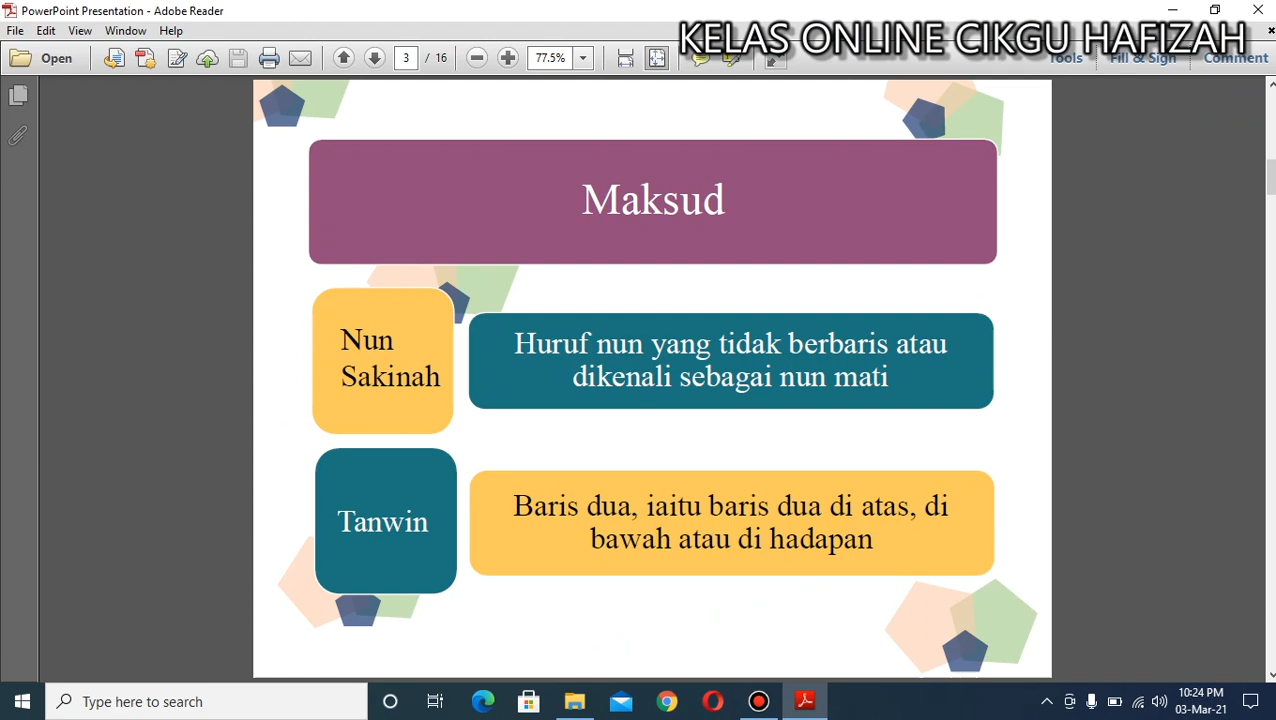 PowerPoint Presentation - Adobe Reader
File Edit View Window Help
KELAS ONLINE CIKGU HAFIZAH
Open 3 / 16 77.5% Tools Fill & Sign Comment
Maksud
Nun
Sakinah
Huruf nun yang tidak berbaris atau
dikenali sebagai nun mati
Tanwin
Baris dua, iaitu baris dua di atas, di
bawah atau di hadapan
Type here to search
10:24 PM
03-Mar-21